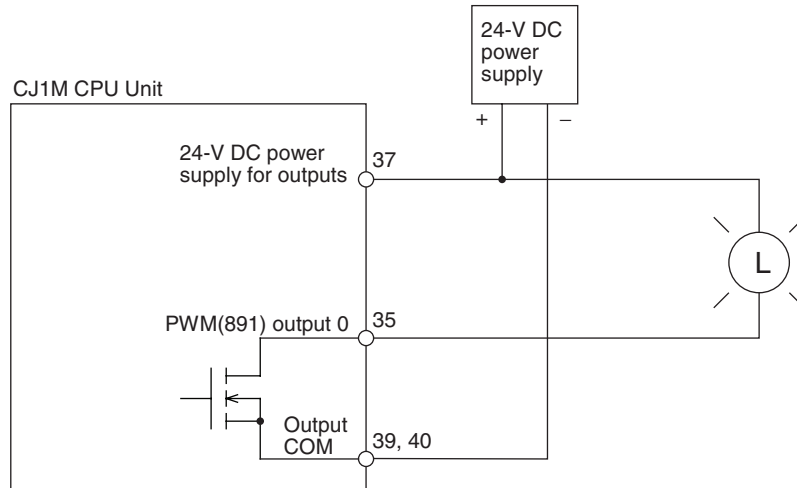 24-V DC
power
supply
CJ1M CPU Unit
+ −
24-V DC power
supply for outputs
37
L
PWM(891) output 0
35
Output
COM
39, 40